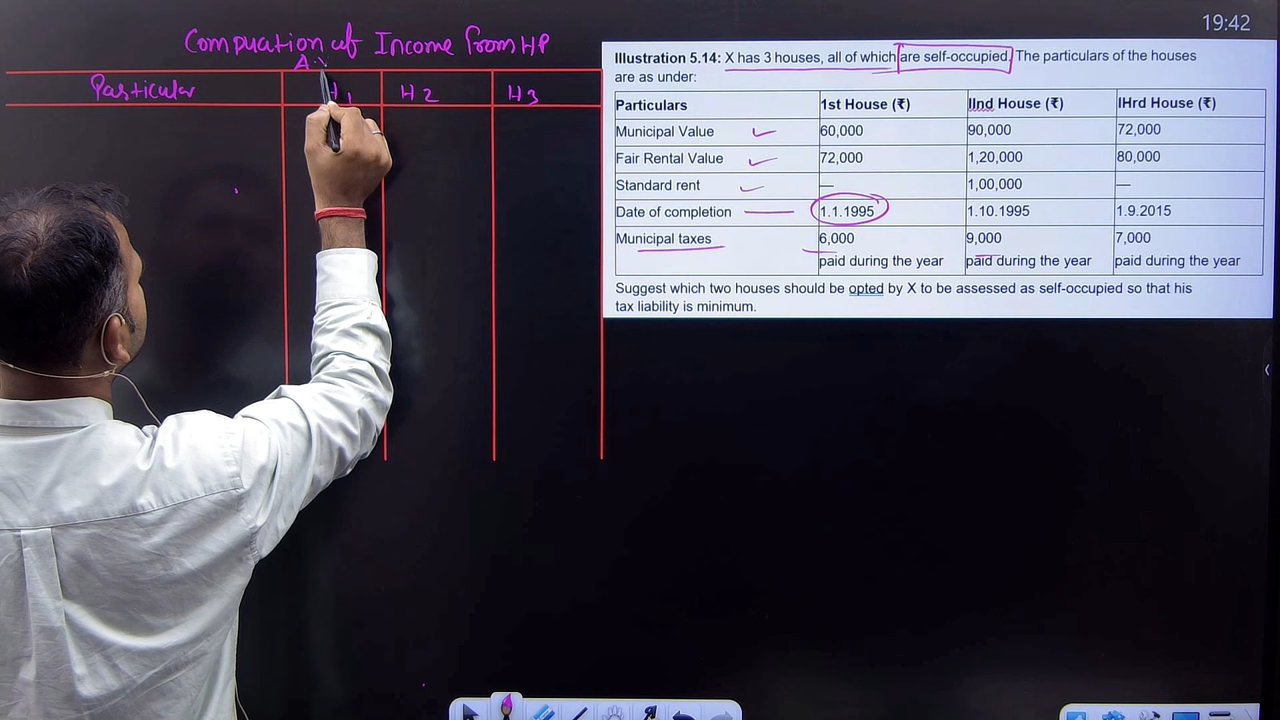 19:42
Compuation of Income from HP
Particular H1 H2 H3
Illustration 5.14: X has 3 houses, all of which are self-occupied. The particulars of the houses
are as under:
Particulars 1st House (₹) IInd House (₹) IHrd House (₹)
Municipal Value 60,000 90,000 72,000
Fair Rental Value 72,000 1,20,000 80,000
Standard rent — 1,00,000 —
Date of completion 1.1.1995 1.10.1995 1.9.2015
Municipal taxes 6,000 9,000 7,000
paid during the year paid during the year paid during the year
Suggest which two houses should be opted by X to be assessed as self-occupied so that his
tax liability is minimum.